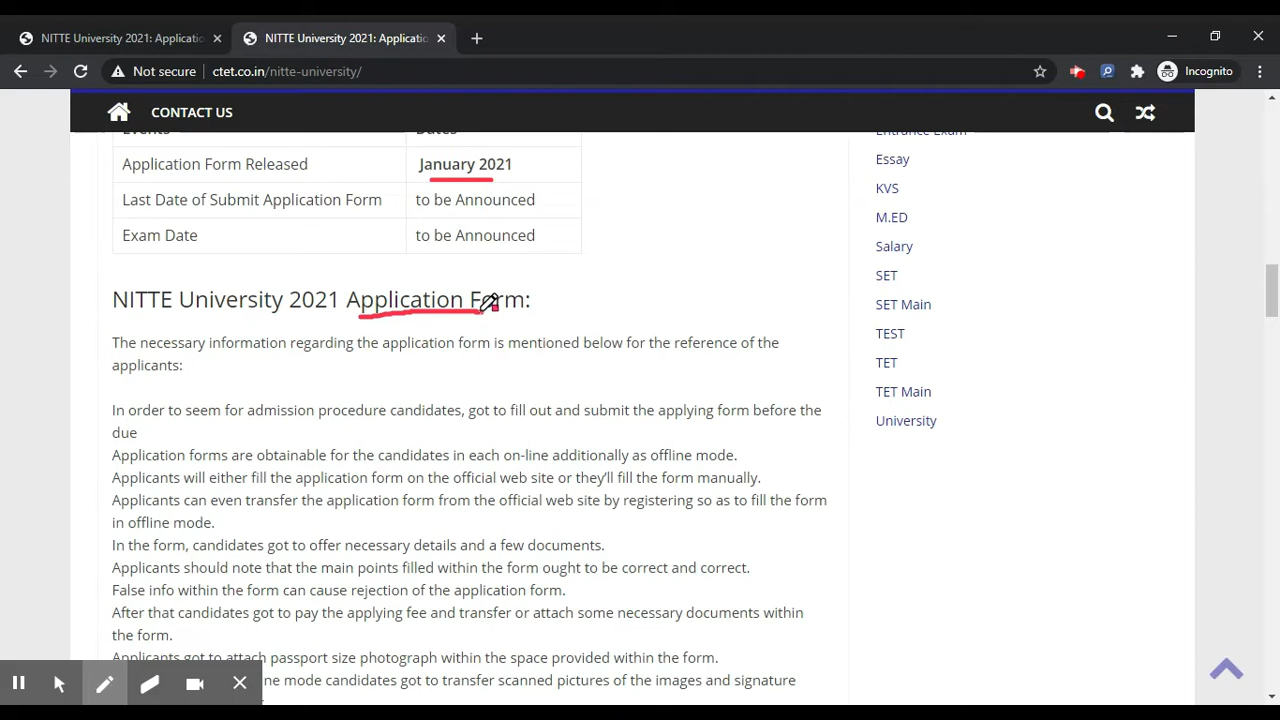 NITTE University 2021: Applicatio
NITTE University 2021: Applicatio
Not secure
ctet.co.in/nitte-university/
Incognito
CONTACT US
Events Dates
Application Form Released January 2021
Last Date of Submit Application Form to be Announced
Exam Date to be Announced
NITTE University 2021 Application Form:
The necessary information regarding the application form is mentioned below for the reference of the
applicants:
In order to seem for admission procedure candidates, got to fill out and submit the applying form before the
due
Application forms are obtainable for the candidates in each on-line additionally as offline mode.
Applicants will either fill the application form on the official web site or they’ll fill the form manually.
Applicants can even transfer the application form from the official web site by registering so as to fill the form
in offline mode.
In the form, candidates got to offer necessary details and a few documents.
Applicants should note that the main points filled within the form ought to be correct and correct.
False info within the form can cause rejection of the application form.
After that candidates got to pay the applying fee and transfer or attach some necessary documents within
the form.
Applicants got to attach passport size photograph within the space provided within the form.
ne mode candidates got to transfer scanned pictures of the images and signature
Entrance Exam
Essay
KVS
M.ED
Salary
SET
SET Main
TEST
TET
TET Main
University